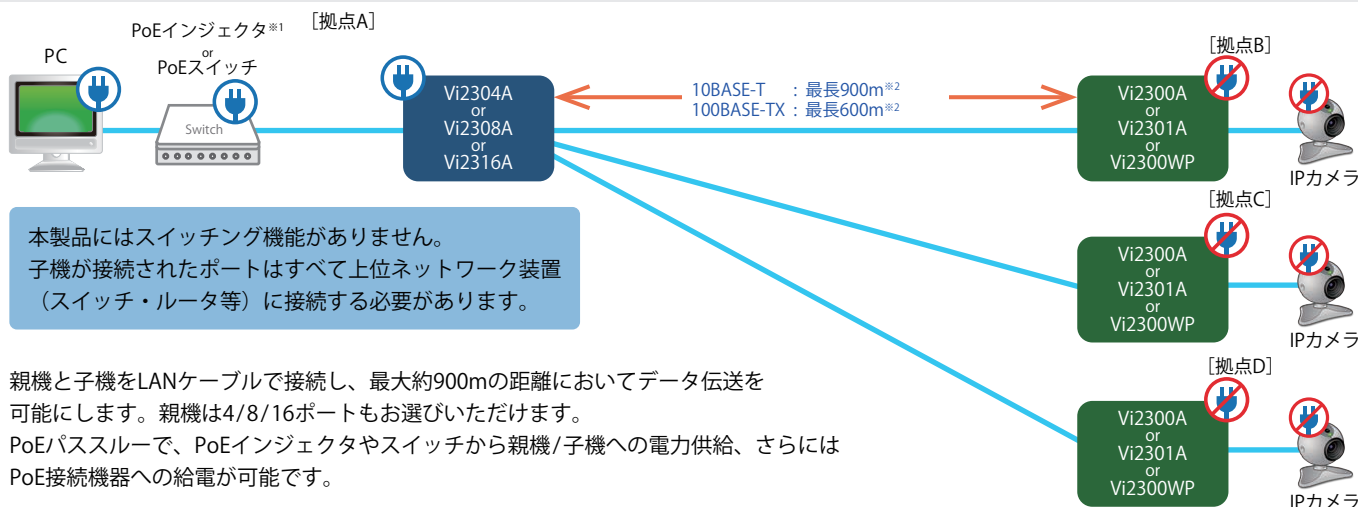 PoEインジェクタ※1
or
PoEスイッチ
[拠点A]
PC
Switch
Vi2304A
or
Vi2308A
or
Vi2316A
10BASE-T ：最長900m※2
100BASE-TX：最長600m※2
[拠点B]
Vi2300A
or
Vi2301A
or
Vi2300WP
IPカメラ
[拠点C]
Vi2300A
or
Vi2301A
or
Vi2300WP
IPカメラ
[拠点D]
Vi2300A
or
Vi2301A
or
Vi2300WP
IPカメラ
本製品にはスイッチング機能がありません。
子機が接続されたポートはすべて上位ネットワーク装置
（スイッチ・ルータ等）に接続する必要があります。
親機と子機をLANケーブルで接続し、最大約900mの距離においてデータ伝送を
可能にします。親機は4/8/16ポートもお選びいただけます。
PoEパススルーで、PoEインジェクタやスイッチから親機/子機への電力供給、さらには
PoE接続機器への給電が可能です。